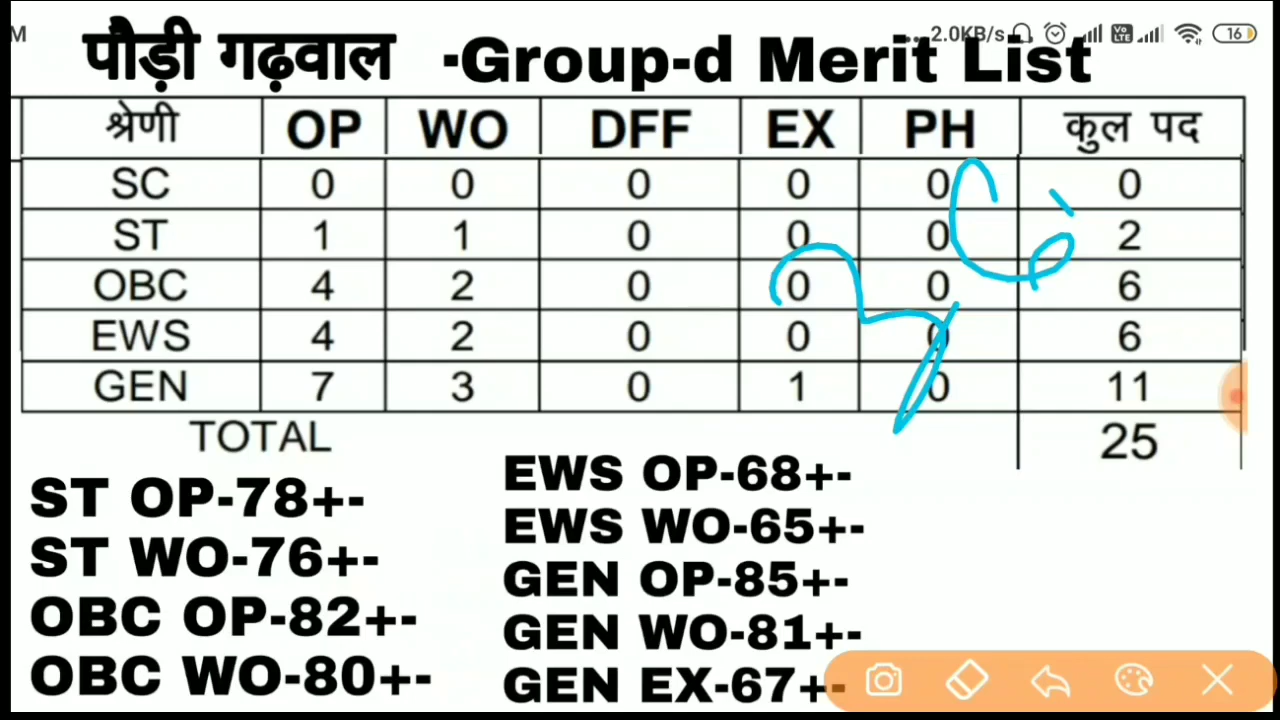 M
... 2.0KB/s Vo LTE 16
पौड़ी गढ़वाल -Group-d Merit List
श्रेणी OP WO DFF EX PH कुल पद
SC 0 0 0 0 0 0
ST 1 1 0 0 0 2
OBC 4 2 0 0 0 6
EWS 4 2 0 0 0 6
GEN 7 3 0 1 0 11
TOTAL 25
ST OP-78+-
ST WO-76+-
OBC OP-82+-
OBC WO-80+-
EWS OP-68+-
EWS WO-65+-
GEN OP-85+-
GEN WO-81+-
GEN EX-67+-